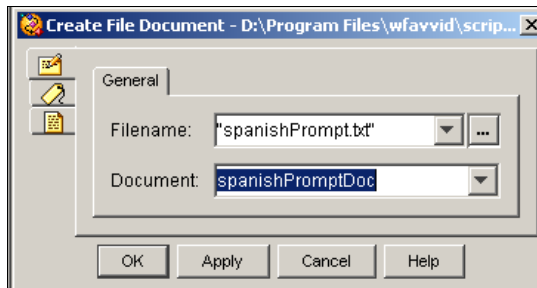 Create File Document - D:\Program Files\wfavvid\scrip...
General
Filename: "spanishPrompt.txt" ...
Document: spanishPromptDoc
OK Apply Cancel Help